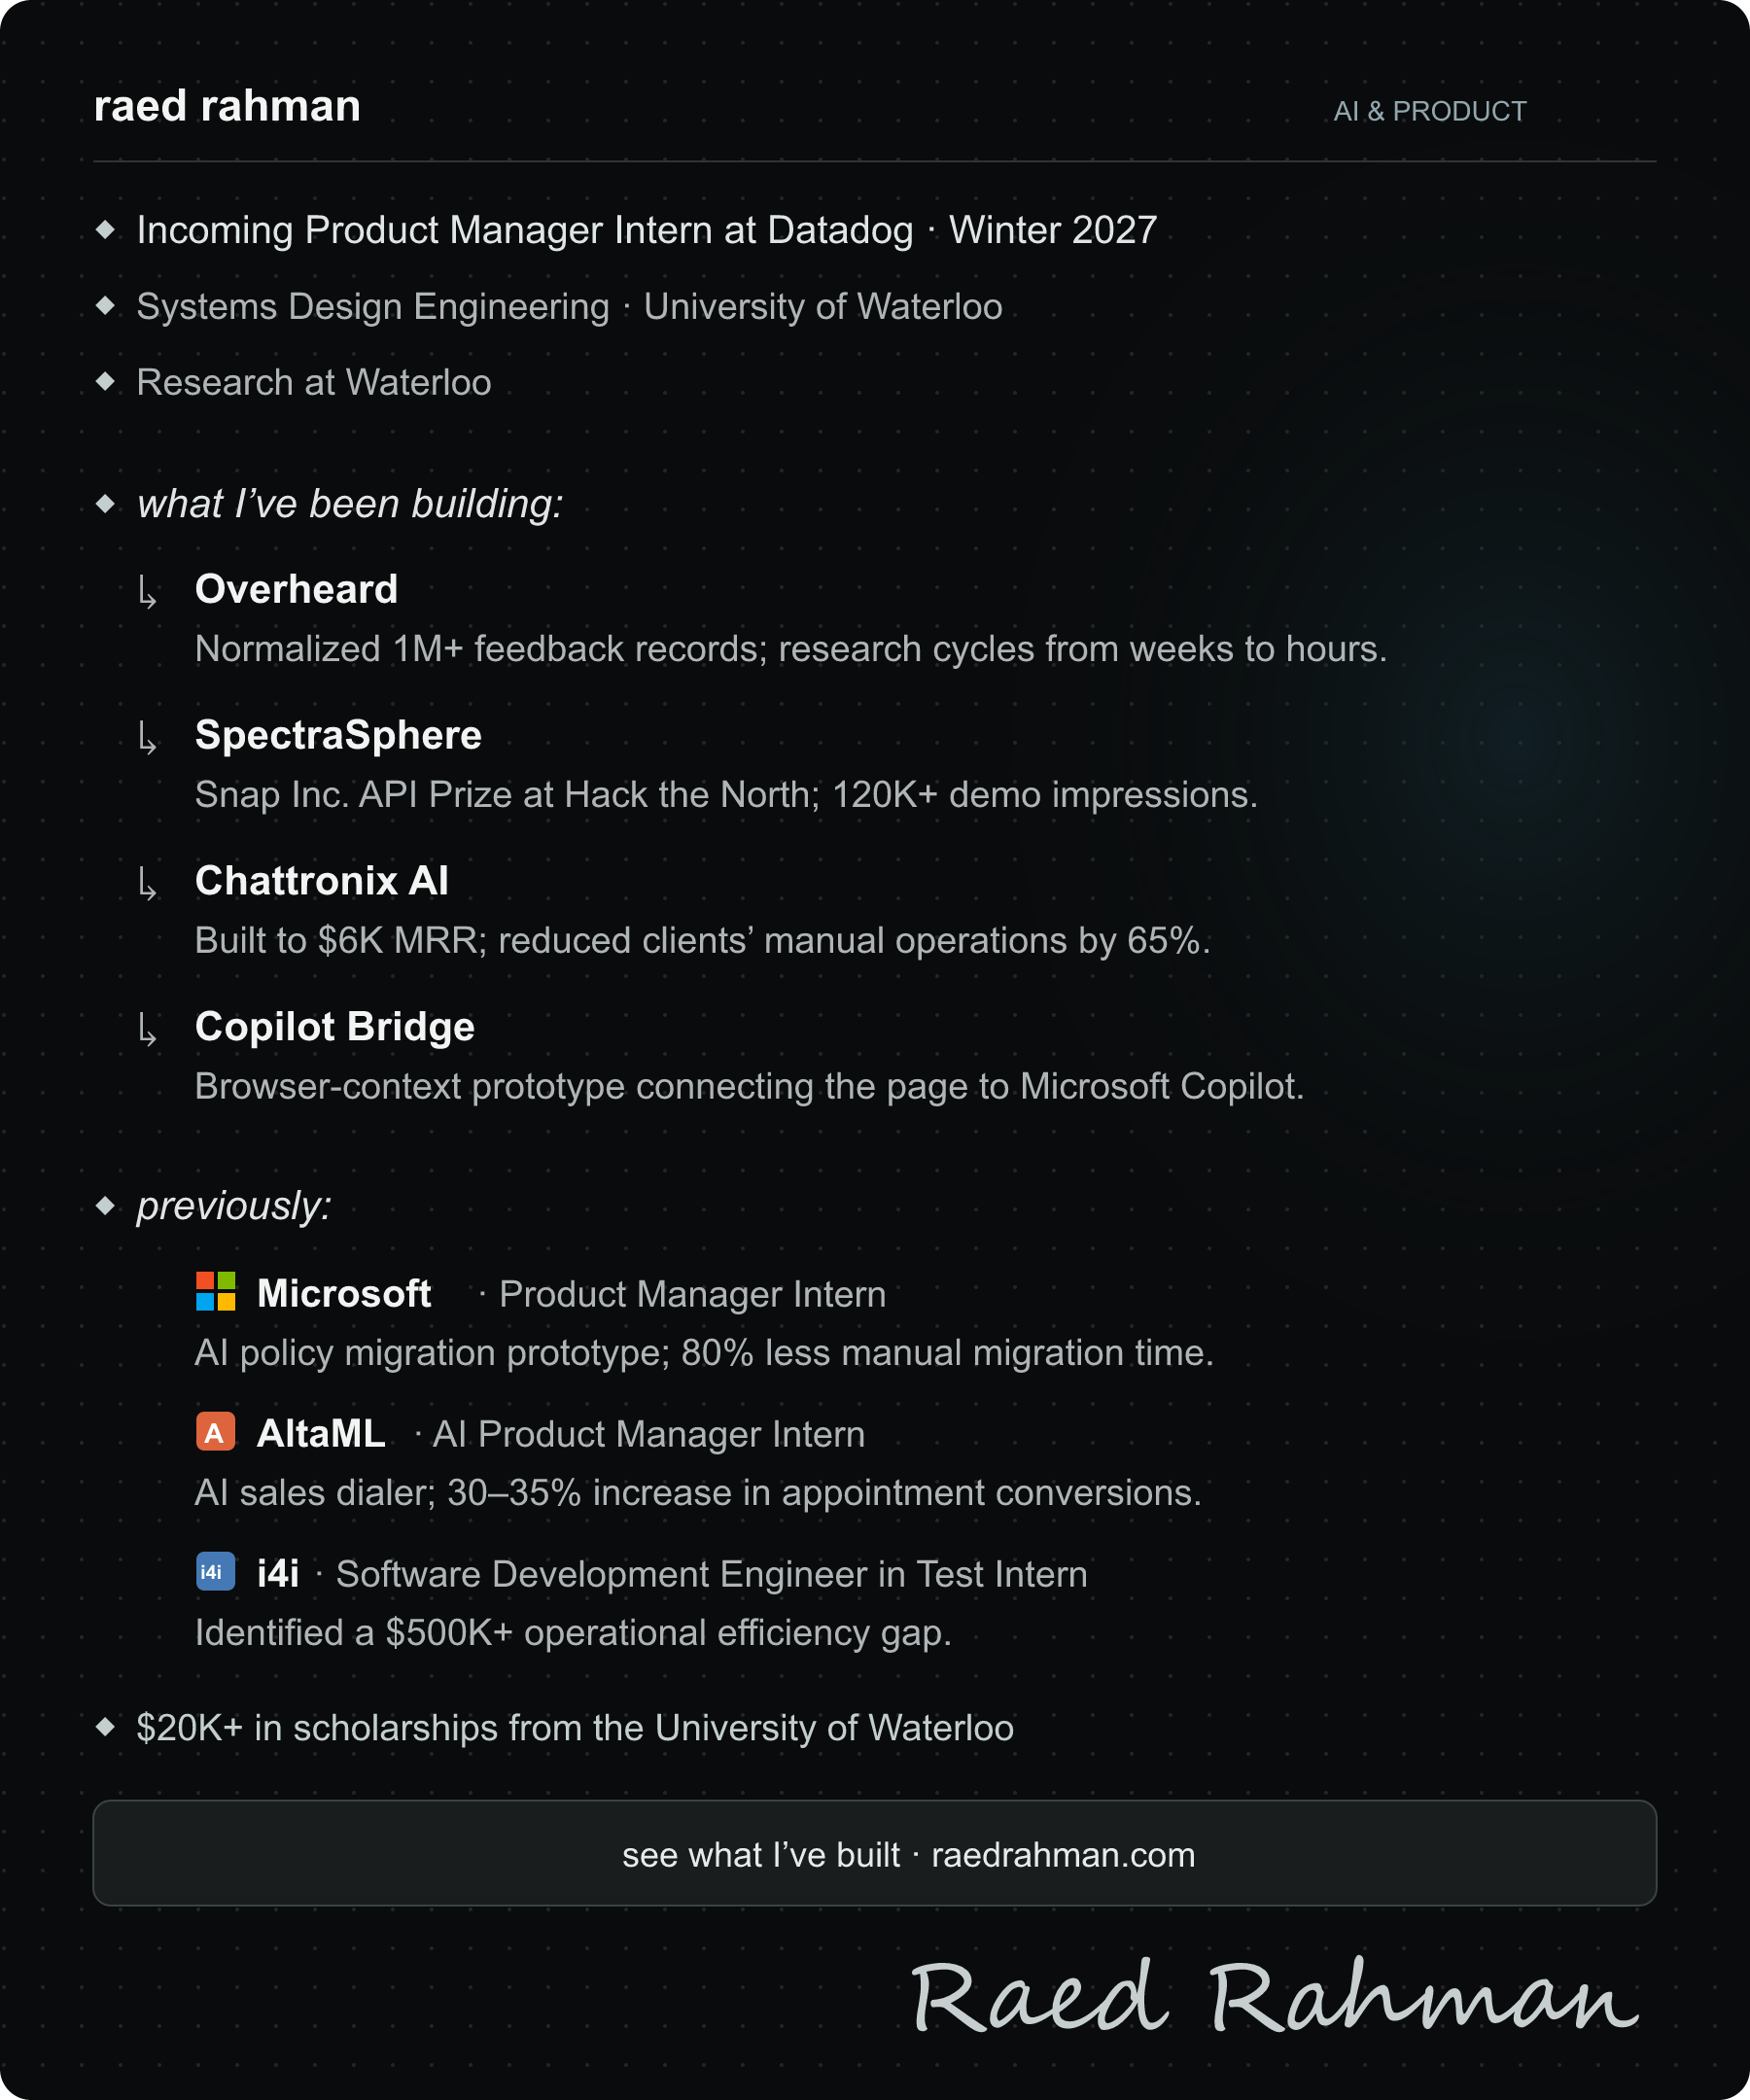 raed rahman
AI & PRODUCT
Incoming Product Manager Intern at Datadog · Winter 2027
Systems Design Engineering · University of Waterloo
Research at Waterloo
what I’ve been building:
↳ Overheard
Normalized 1M+ feedback records; research cycles from weeks to hours.
↳ SpectraSphere
Snap Inc. API Prize at Hack the North; 120K+ demo impressions.
↳ Chattronix AI
Built to $6K MRR; reduced clients’ manual operations by 65%.
↳ Copilot Bridge
Browser-context prototype connecting the page to Microsoft Copilot.
previously:
Microsoft · Product Manager Intern
AI policy migration prototype; 80% less manual migration time.
A AltaML · AI Product Manager Intern
AI sales dialer; 30–35% increase in appointment conversions.
i4i i4i · Software Development Engineer in Test Intern
Identified a $500K+ operational efficiency gap.
$20K+ in scholarships from the University of Waterloo
see what I’ve built · raedrahman.com
Raed Rahman